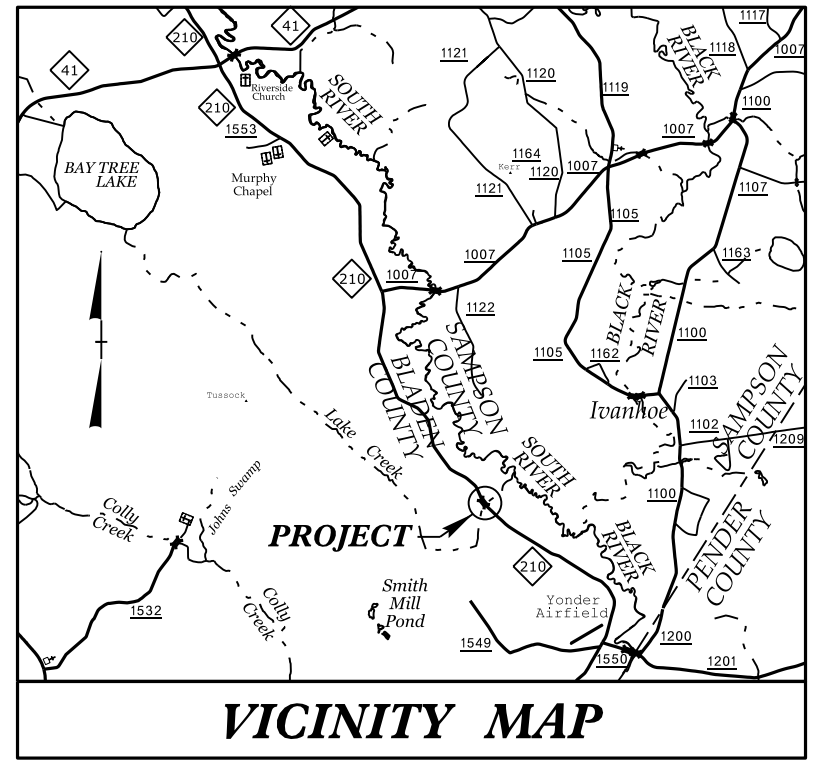 1117
210
41
BLACK
RIVER
1118
1007
1121
41
1120
SOUTH
RIVER
1119
Riverside
Church
210
1100
1553
1007
1164
Kerr
1007
BAY TREE
LAKE
Murphy
Chapel
1120
1121
1107
1105
1007
1105
1163
210
1007
1122
BLACK
RIVER
1100
SAMPSON
COUNTY
BLADEN
COUNTY
1105
1162
1103
Tussock
Ivanhoe
SAMPSON
COUNTY
1102
1209
Lake
Creek
SOUTH
RIVER
Johns Swamp
Colly
Creek
1100
PROJECT
BLACK
RIVER
PENDER
COUNTY
210
Smith
Mill
Pond
Yonder
Airfield
Colly
Creek
1532
1549
1200
1550
1201
VICINITY MAP